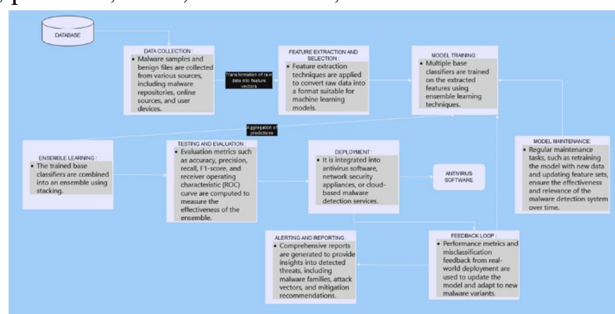 DATABASE
DATA COLLECTION :
• Malware samples and
benign files are collected
from various sources,
including malware
repositories, online
sources, and user
devices.
Transformation of raw
data into feature
vectors
FEATURE EXTRACTION AND
SELECTION :
• Feature extraction
techniques are applied
to convert raw data into
a format suitable for
machine learning
models.
MODEL TRAINING :
• Multiple base
classifiers are trained
on the extracted
features using
ensemble learning
techniques.
Aggregation of
predictions
ENSEMBLE LEARNING :
• The trained base
classifiers are combined
into an ensemble using
stacking.
TESTING AND EVALUATION :
• Evaluation metrics such
as accuracy, precision,
recall, F1-score, and
receiver operating
characteristic (ROC)
curve are computed to
measure the
effectiveness of the
ensemble.
DEPLOYMENT :
• It is integrated into
antivirus software,
network security
appliances, or cloud-
based malware
detection services.
ANTIVIRUS
SOFTWARE
MODEL MAINTENANCE:
• Regular maintenance
tasks, such as retraining
the model with new data
and updating feature sets,
ensure the effectiveness
and relevance of the
malware detection system
over time.
ALERTING AND REPORTING :
• Comprehensive reports
are generated to provide
insights into detected
threats, including
malware families, attack
vectors, and mitigation
recommendations.
FEEDBACK LOOP :
• Performance metrics and
misclassification
feedback from real-
world deployment are
used to update the
model and adapt to new
malware variants.